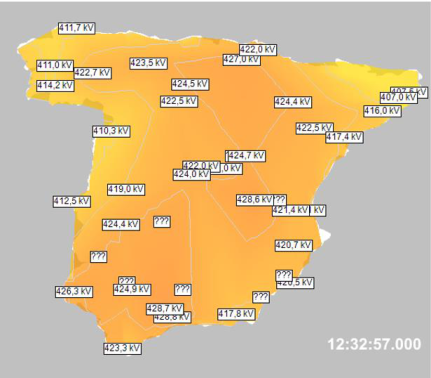 411,7 kV
422,0 kV
427,0 kV
411,0 kV
423,5 kV
422,7 kV
424,5 kV
414,2 kV
407,0 kV
422,5 kV
424,4 kV
416,0 kV
410,3 kV
422,5 kV
417,4 kV
424,7 kV
422,0 kV
,0 kV
424,0 kV
419,0 kV
412,5 kV
428,6 kV
???
421,4 kV
kV
424,4 kV
???
420,7 kV
???
???
???
420,5 kV
426,3 kV
424,9 kV
???
???
428,7 kV
428,8 kV
417,8 kV
423,3 kV
12:32:57.000